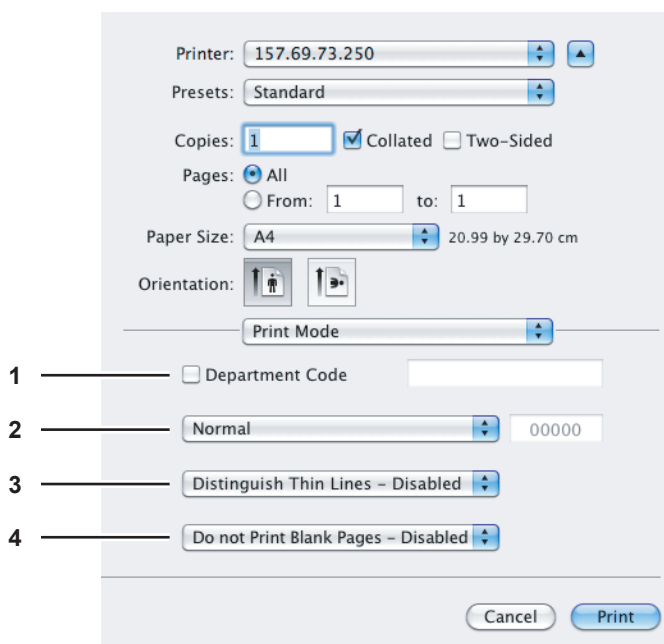 Printer: 157.69.73.250
Presets: Standard
Copies: 1 Collated Two-Sided
Pages: All
From: 1 to: 1
Paper Size: A4 20.99 by 29.70 cm
Orientation:
Print Mode
1 Department Code
2 Normal 00000
3 Distinguish Thin Lines – Disabled
4 Do not Print Blank Pages – Disabled
Cancel Print